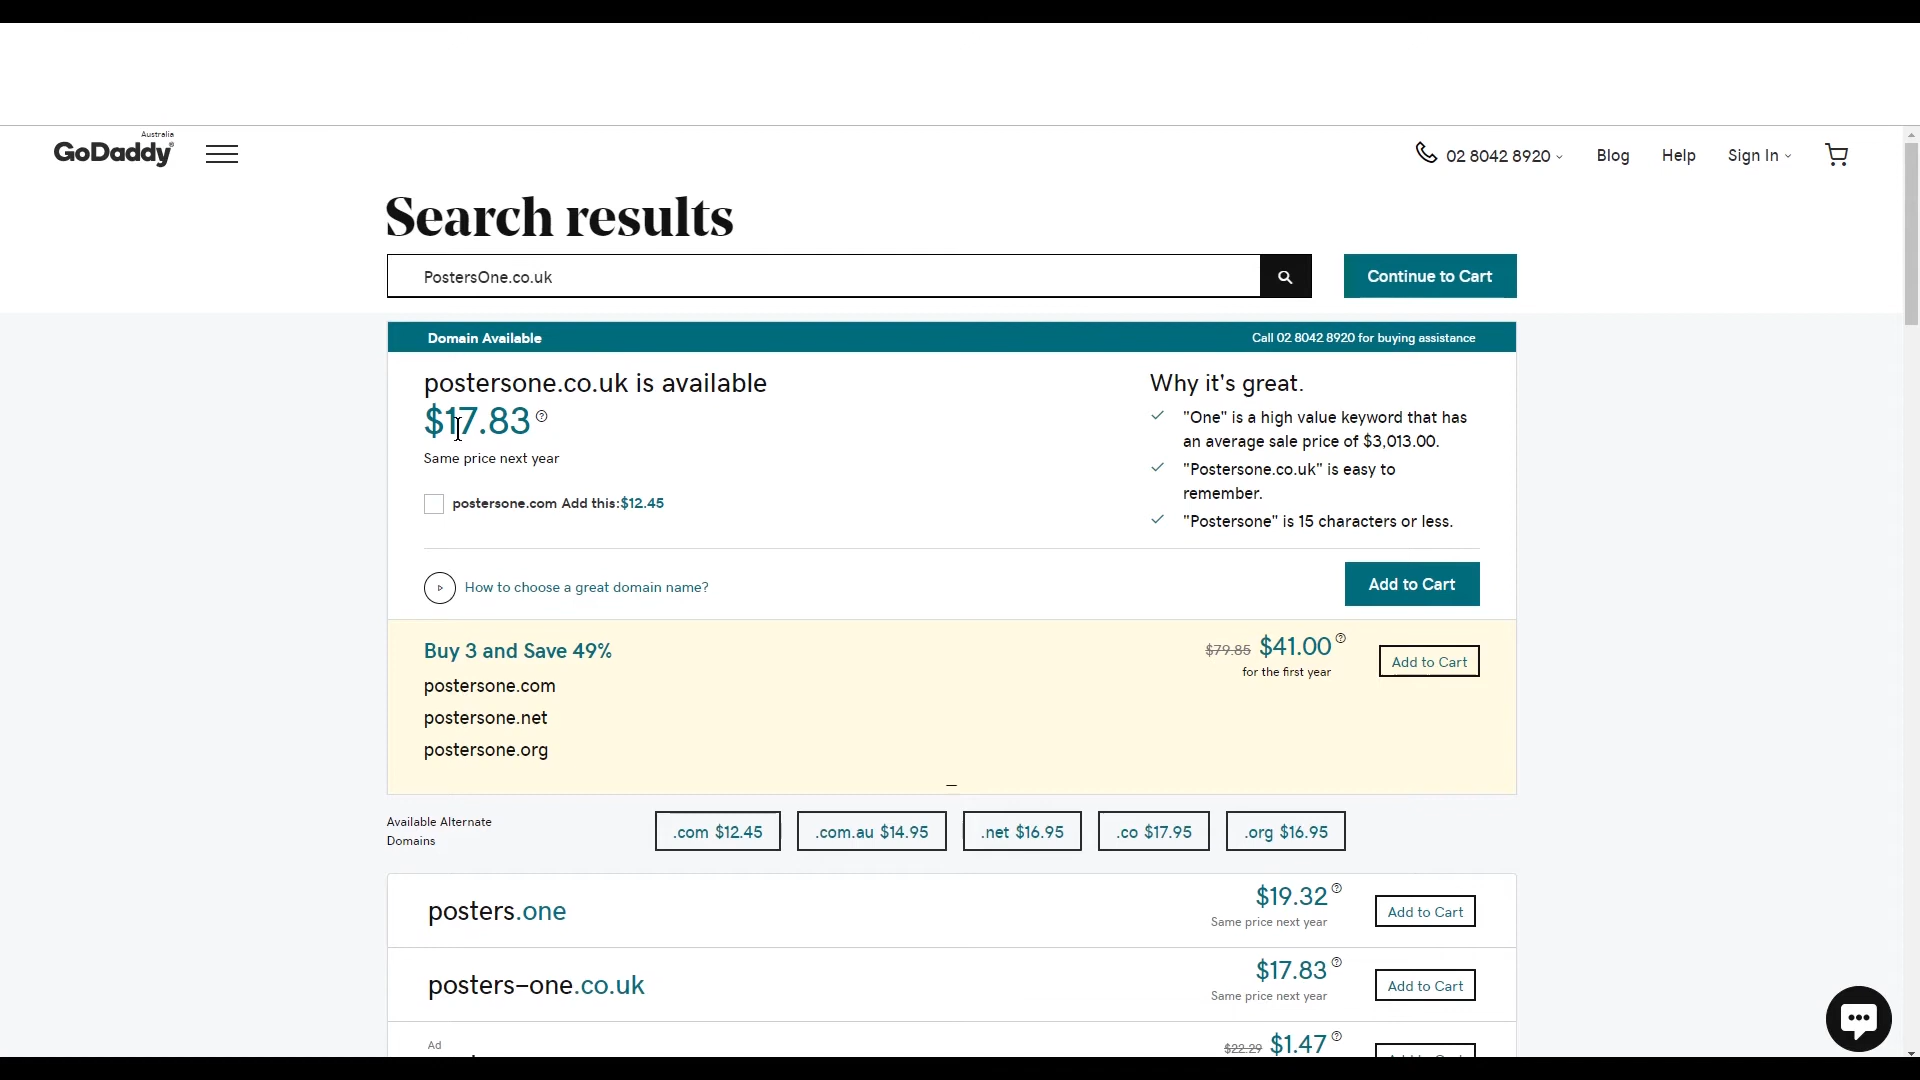 Australia
GoDaddy®
02 8042 8920
Blog
Help
Sign In
Search results
PostersOne.co.uk
Continue to Cart
Domain Available
Call 02 8042 8920 for buying assistance
postersone.co.uk is available
$17.83 ?
Same price next year
postersone.com Add this:$12.45
Why it's great.
"One" is a high value keyword that has
an average sale price of $3,013.00.
"Postersone.co.uk" is easy to
remember.
"Postersone" is 15 characters or less.
How to choose a great domain name?
Add to Cart
Buy 3 and Save 49%
postersone.com
postersone.net
postersone.org
$79.85 $41.00 ?
for the first year
Add to Cart
Available Alternate
Domains
.com $12.45
.com.au $14.95
.net $16.95
.co $17.95
.org $16.95
posters.one
$19.32 ?
Same price next year
Add to Cart
posters-one.co.uk
$17.83 ?
Same price next year
Add to Cart
Ad
$22.29 $1.47 ?